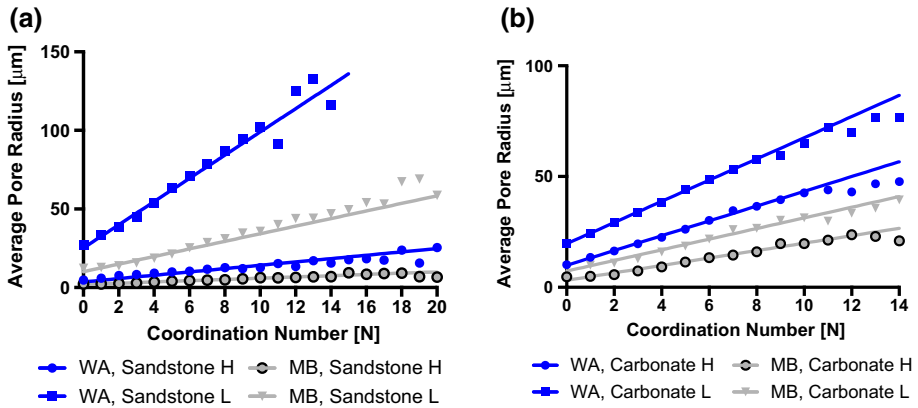 (a)
Average Pore Radius [μm]
150
100
50
0
0 2 4 6 8 10 12 14 16 18 20
Coordination Number [N]
WA, Sandstone H
MB, Sandstone H
WA, Sandstone L
MB, Sandstone L
(b)
Average Pore Radius [μm]
100
50
0
0 2 4 6 8 10 12 14
Coordination Number [N]
WA, Carbonate H
MB, Carbonate H
WA, Carbonate L
MB, Carbonate L